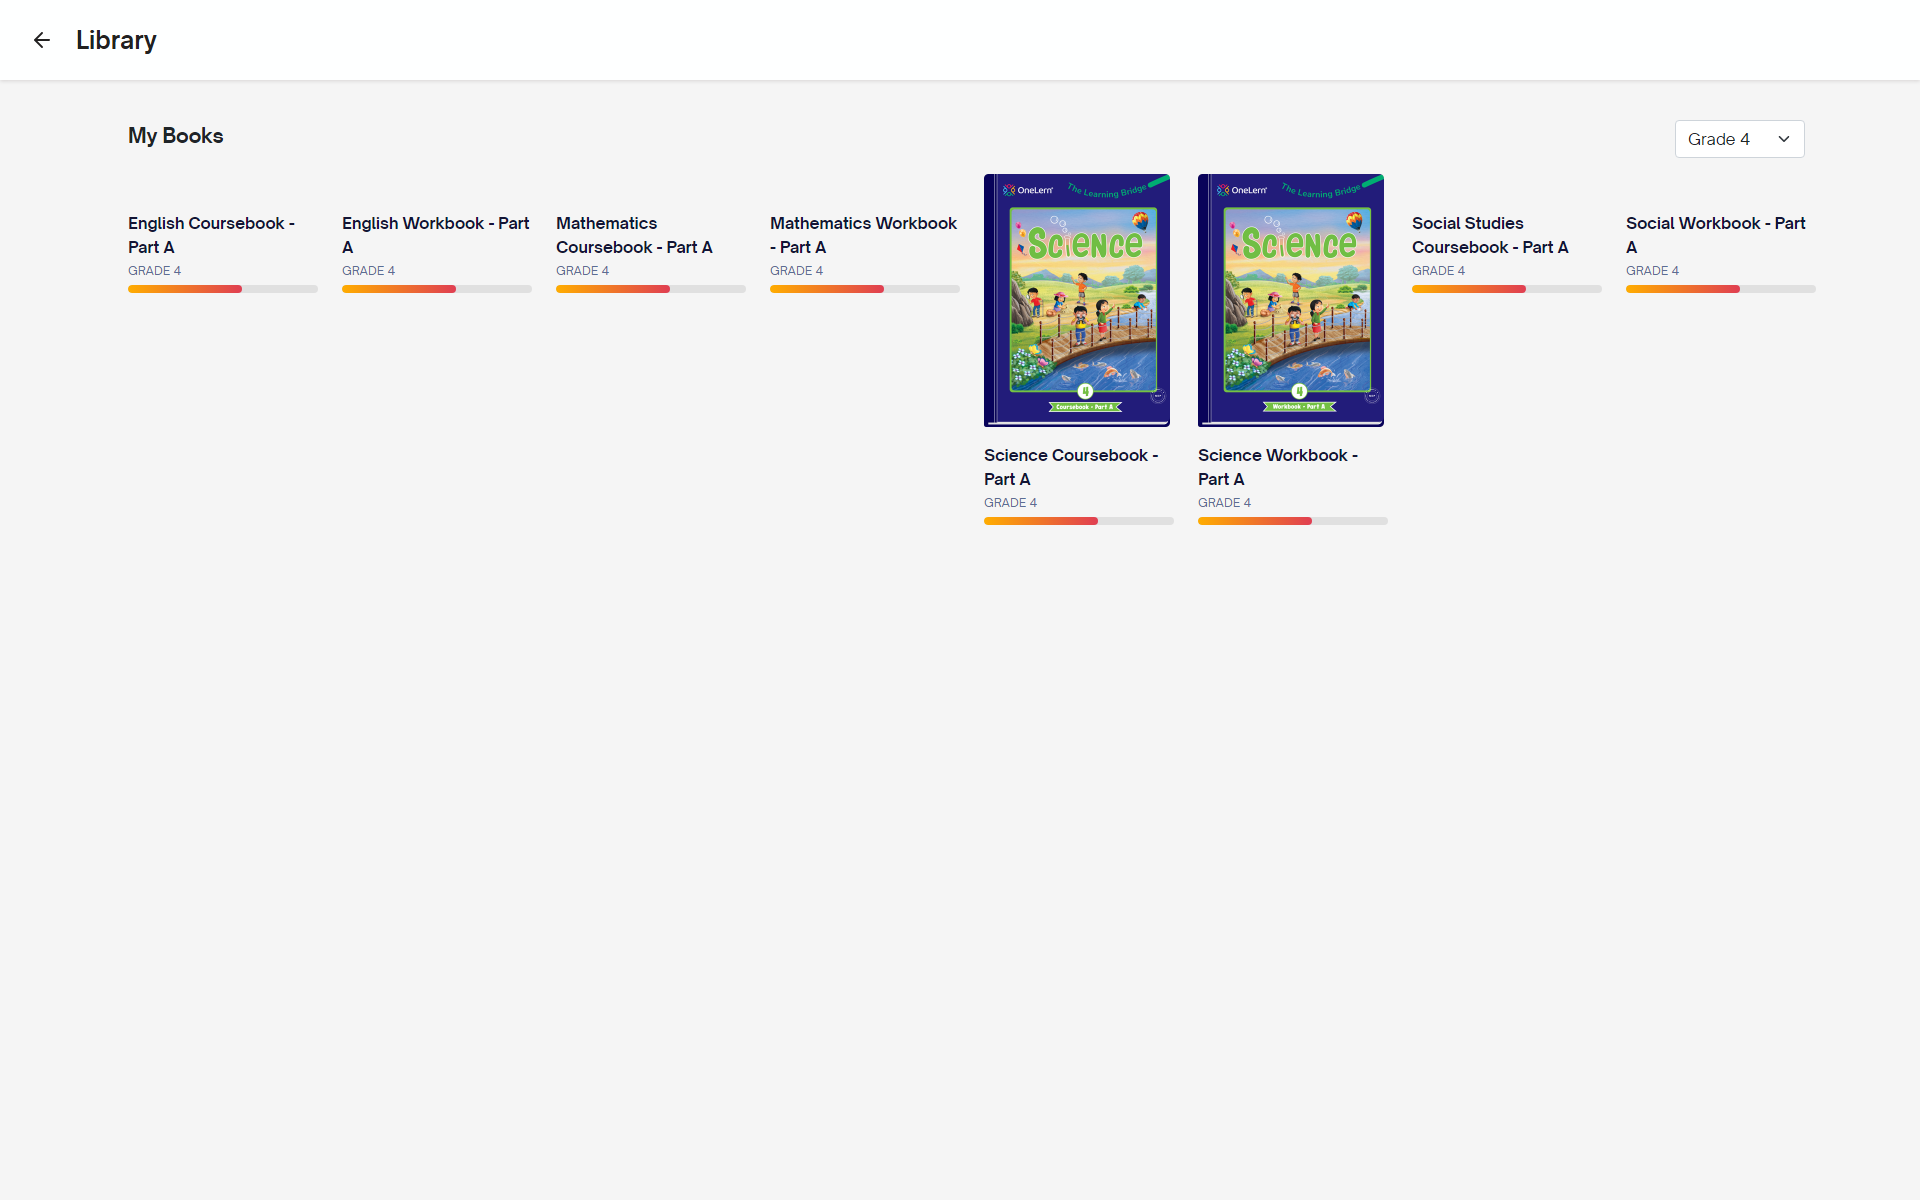 Library
My Books
Grade 4
English Coursebook -
Part A
GRADE 4
English Workbook - Part
A
GRADE 4
Mathematics
Coursebook - Part A
GRADE 4
Mathematics Workbook
- Part A
GRADE 4
OneLern
The Learning Bridge
Science
4
Coursebook - Part A
Science Coursebook -
Part A
GRADE 4
OneLern
The Learning Bridge
Science
4
Workbook - Part A
Science Workbook -
Part A
GRADE 4
Social Studies
Coursebook - Part A
GRADE 4
Social Workbook - Part
A
GRADE 4